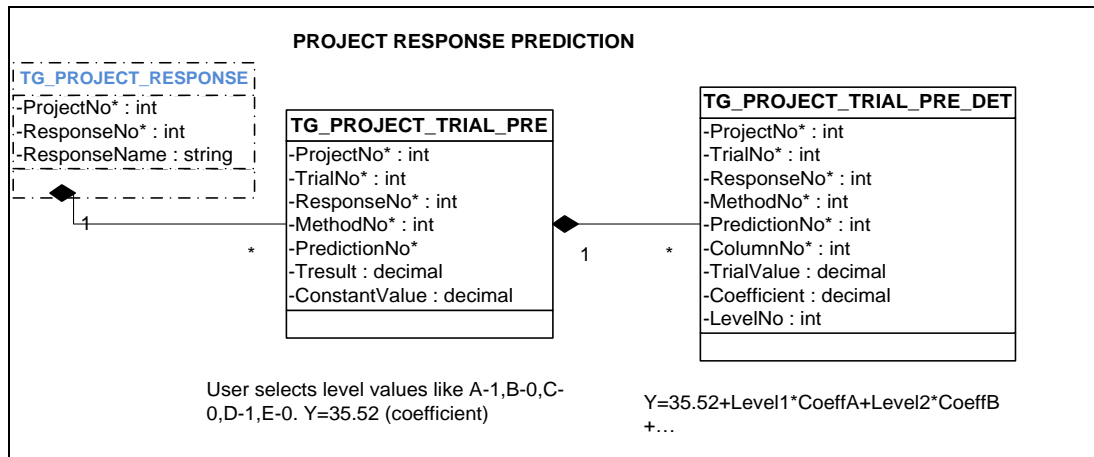 PROJECT RESPONSE PREDICTION
TG_PROJECT_RESPONSE
-ProjectNo* : int
-ResponseNo* : int
-ResponseName : string
1
*
TG_PROJECT_TRIAL_PRE
-ProjectNo* : int
-TrialNo* : int
-ResponseNo* : int
-MethodNo* : int
-PredictionNo*
-Tresult : decimal
-ConstantValue : decimal
1
*
TG_PROJECT_TRIAL_PRE_DET
-ProjectNo* : int
-TrialNo* : int
-ResponseNo* : int
-MethodNo* : int
-PredictionNo* : int
-ColumnNo* : int
-TrialValue : decimal
-Coefficient : decimal
-LevelNo : int
User selects level values like A-1,B-0,C-
0,D-1,E-0. Y=35.52 (coefficient)
Y=35.52+Level1*CoeffA+Level2*CoeffB
+…